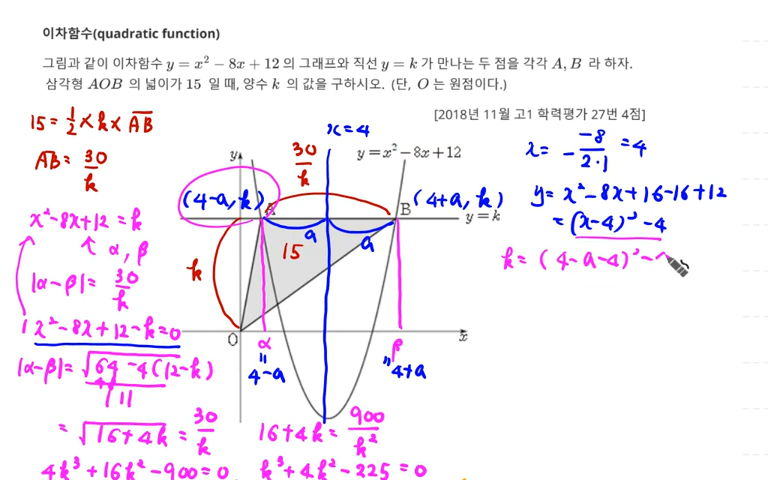 이차함수(quadratic function)
그림과 같이 이차함수 y = x² − 8x + 12 의 그래프와 직선 y = k 가 만나는 두 점을 각각 A, B 라 하자.
삼각형 AOB 의 넓이가 15 일 때, 양수 k 의 값을 구하시오. (단, O 는 원점이다.)
[2018년 11월 고1 학력평가 27번 4점]
15 = 1/2 × k × AB
AB = 30/k
x² − 8x + 12 = k
α, β
|α − β| = 30/k
x² − 8x + 12 − k = 0
|α − β| = √(64 − 4(12 − k))
= √(16 + 4k) = 30/k
16 + 4k = 900/k²
4k³ + 16k² − 900 = 0
k³ + 4k² − 225 = 0
x = 4
30/k
y
y = x² − 8x + 12
(4 − a, k)
A
(4 + a, k)
B
y = k
a
a
15
k
O
α
β
x
4 − a
4 + a
x = − −8/2·1 = 4
y = x² − 8x + 16 − 16 + 12
= (x − 4)² − 4
k = (4 − a − 4)² −